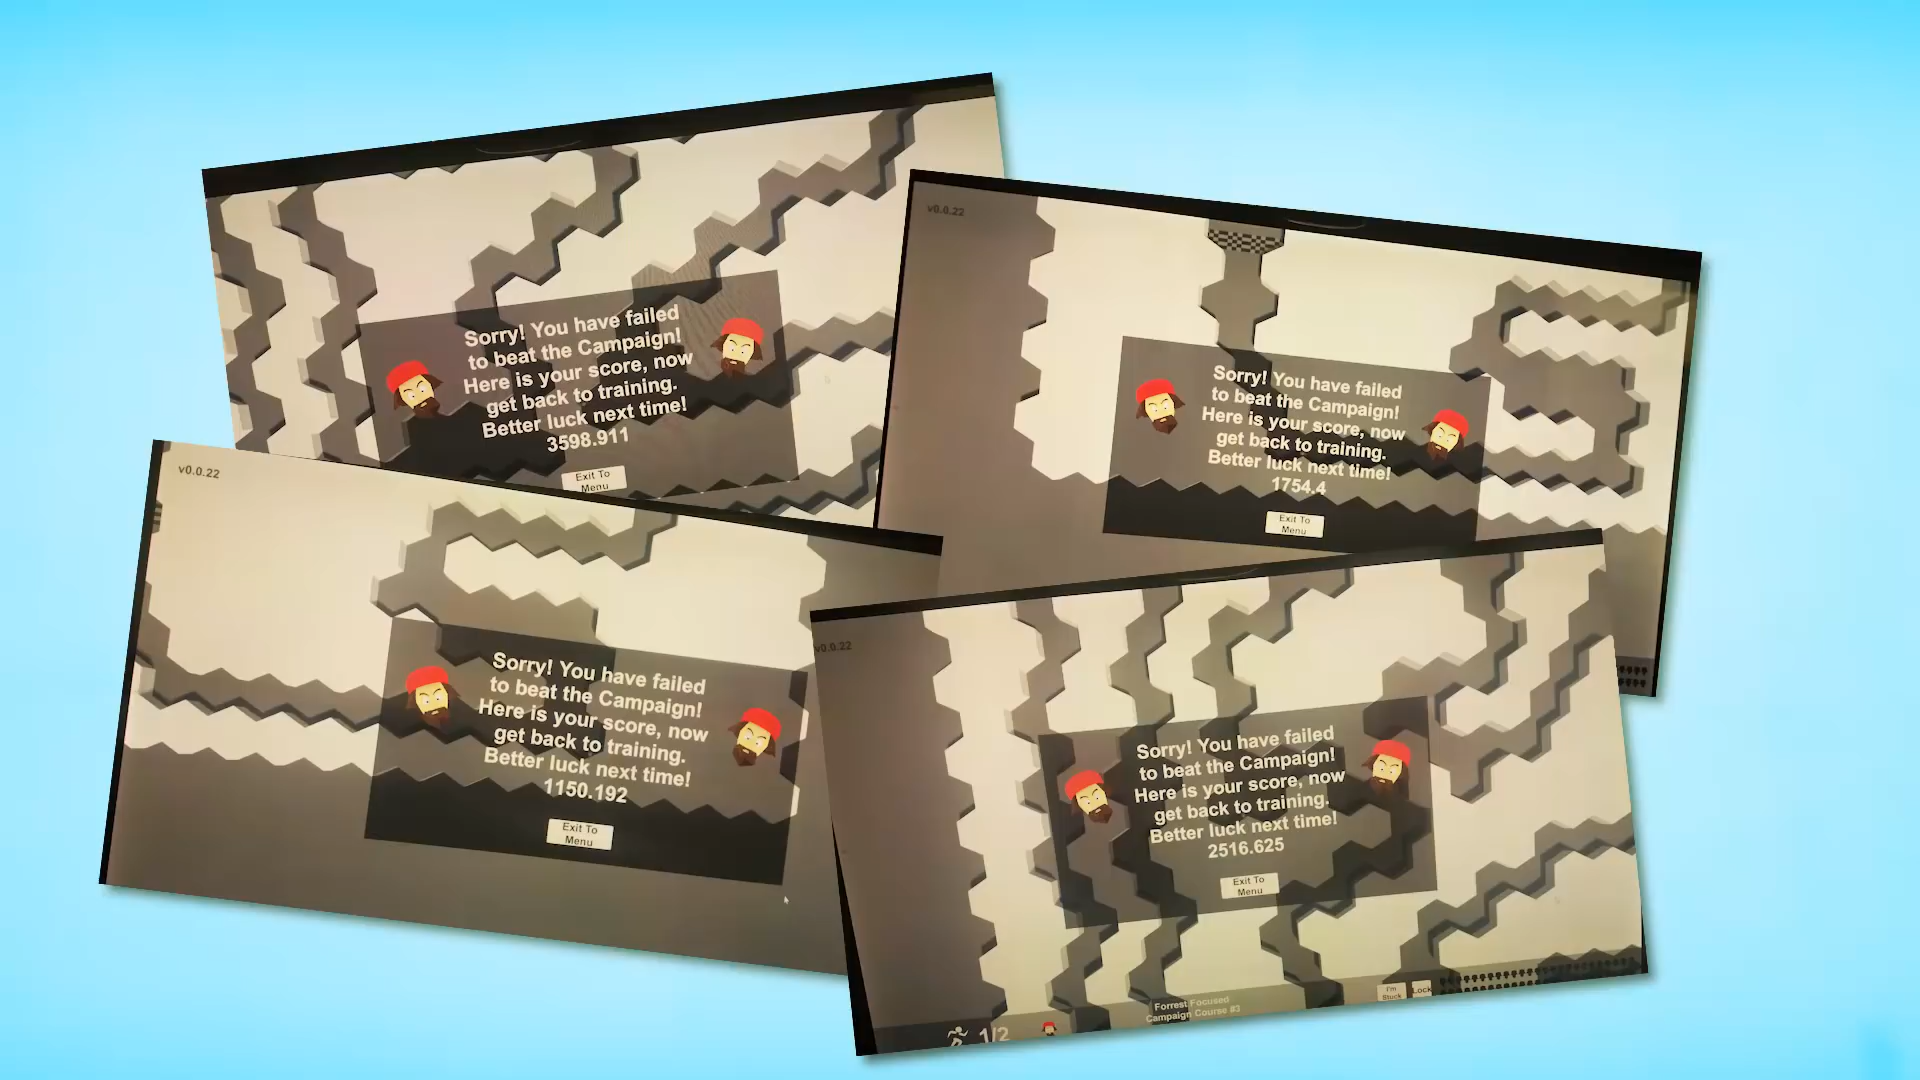 Sorry! You have failed
to beat the Campaign!
Here is your score, now
get back to training.
Better luck next time!
3598.911
Exit To
Menu
v0.0.22
Sorry! You have failed
to beat the Campaign!
Here is your score, now
get back to training.
Better luck next time!
1754.4
Exit To
Menu
v0.0.22
Sorry! You have failed
to beat the Campaign!
Here is your score, now
get back to training.
Better luck next time!
1150.192
Exit To
Menu
v0.0.22
Sorry! You have failed
to beat the Campaign!
Here is your score, now
get back to training.
Better luck next time!
2516.625
Exit To
Menu
Forrest Focused
Campaign Course #3
I'm
Stuck
Lock
1/2